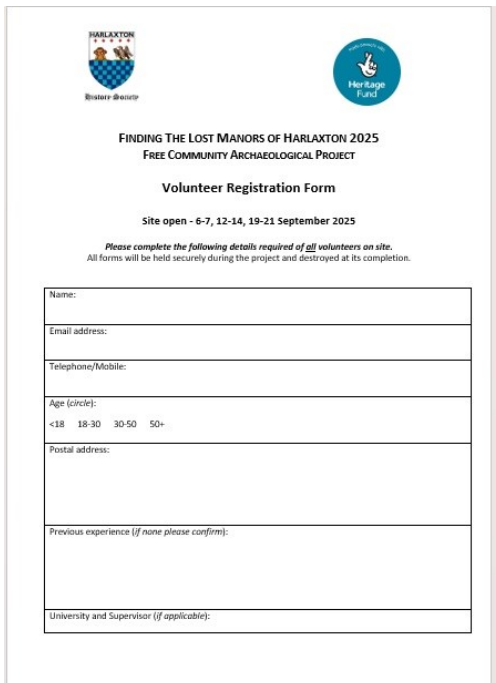 HARLAXTON
History Society
Heritage
Fund
FINDING THE LOST MANORS OF HARLAXTON 2025
FREE COMMUNITY ARCHAEOLOGICAL PROJECT
Volunteer Registration Form
Site open - 6-7, 12-14, 19-21 September 2025
Please complete the following details required of all volunteers on site.
All forms will be held securely during the project and destroyed at its completion.
Name:
Email address:
Telephone/Mobile:
Age (circle):
<18 18-30 30-50 50+
Postal address:
Previous experience (if none please confirm):
University and Supervisor (if applicable):